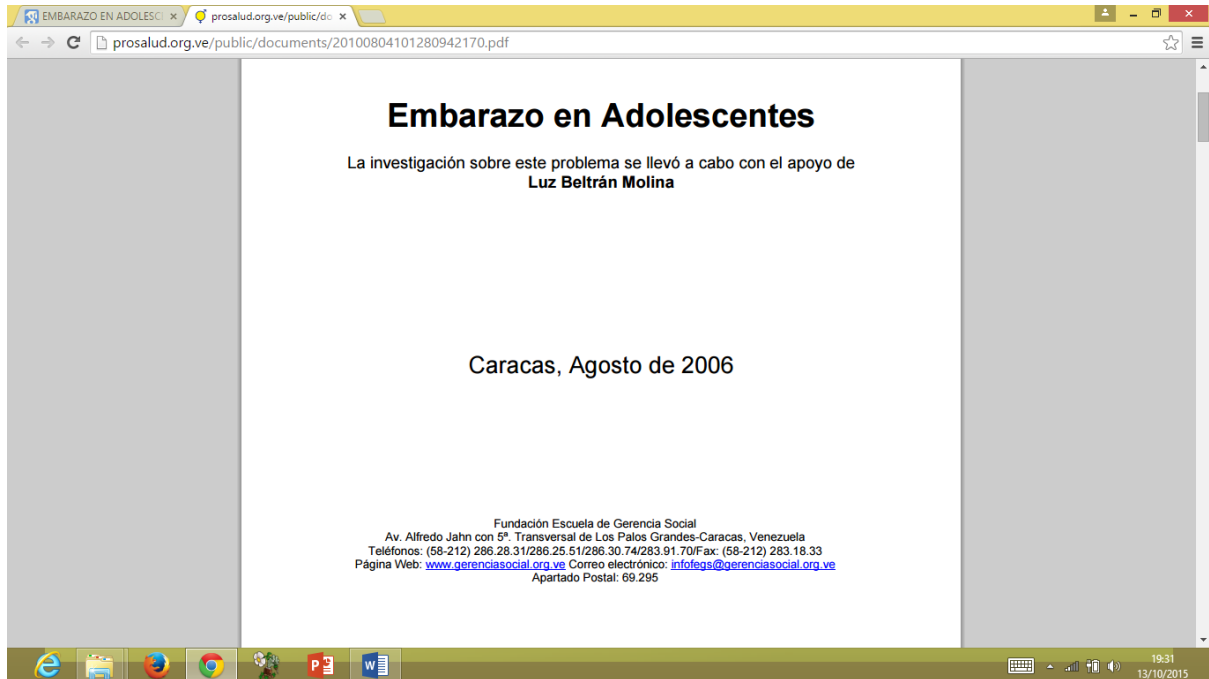 EMBARAZO EN ADOLESC
prosalud.org.ve/public/do
prosalud.org.ve/public/documents/20100804101280942170.pdf
Embarazo en Adolescentes
La investigación sobre este problema se llevó a cabo con el apoyo de
Luz Beltrán Molina
Caracas, Agosto de 2006
Fundación Escuela de Gerencia Social
Av. Alfredo Jahn con 5ª. Transversal de Los Palos Grandes-Caracas, Venezuela
Teléfonos: (58-212) 286.28.31/286.25.51/286.30.74/283.91.70/Fax: (58-212) 283.18.33
Página Web: www.gerenciasocial.org.ve Correo electrónico: infofegs@gerenciasocial.org.ve
Apartado Postal: 69.295
19:31
13/10/2015